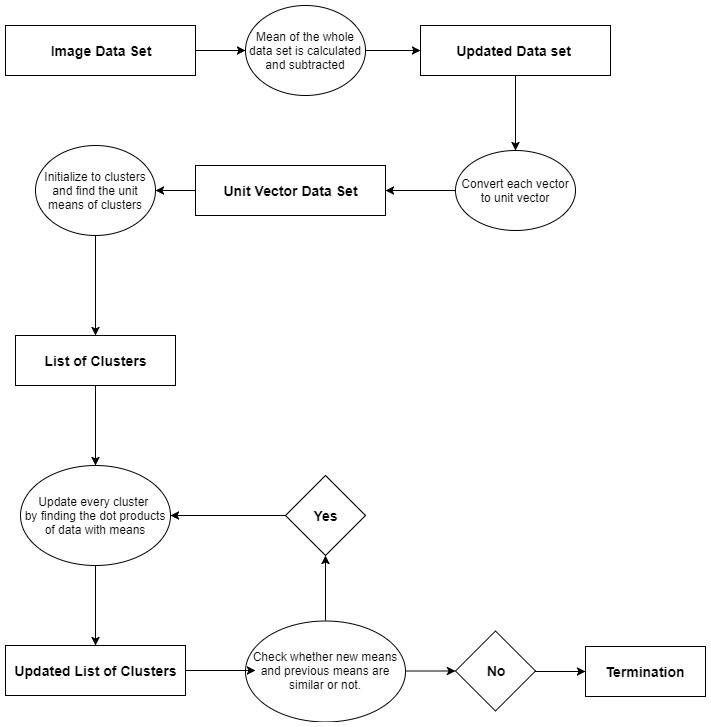 Image Data Set
Mean of the whole
data set is calculated
and subtracted
Updated Data set
Initialize to clusters
and find the unit
means of clusters
Unit Vector Data Set
Convert each vector
to unit vector
List of Clusters
Update every cluster
by finding the dot products
of data with means
Yes
Updated List of Clusters
Check whether new means
and previous means are
similar or not.
No
Termination